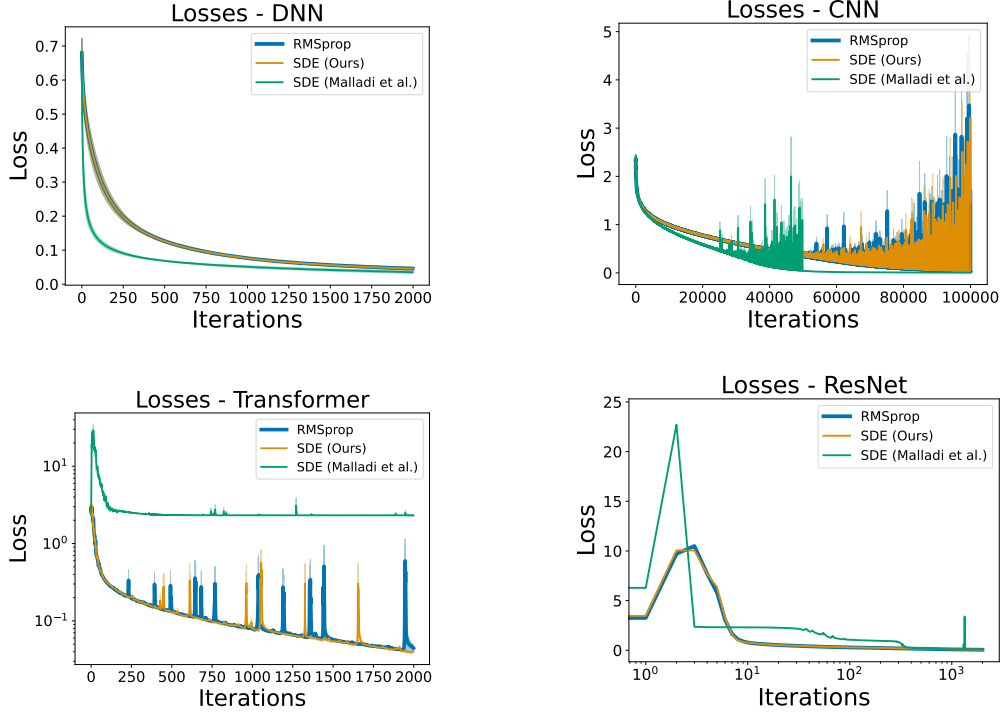 Losses - DNN
Loss
0.7
0.6
0.5
0.4
0.3
0.2
0.1
0.0
RMSprop
SDE (Ours)
SDE (Malladi et al.)
0 250 500 750 1000 1250 1500 1750 2000
Iterations
Losses - CNN
Loss
5
4
3
2
1
0
RMSprop
SDE (Ours)
SDE (Malladi et al.)
0 20000 40000 60000 80000 100000
Iterations
Losses - Transformer
Loss
10¹
10⁰
10⁻¹
RMSprop
SDE (Ours)
SDE (Malladi et al.)
0 250 500 750 1000 1250 1500 1750 2000
Iterations
Losses - ResNet
Loss
25
20
15
10
5
0
RMSprop
SDE (Ours)
SDE (Malladi et al.)
10⁰ 10¹ 10² 10³
Iterations